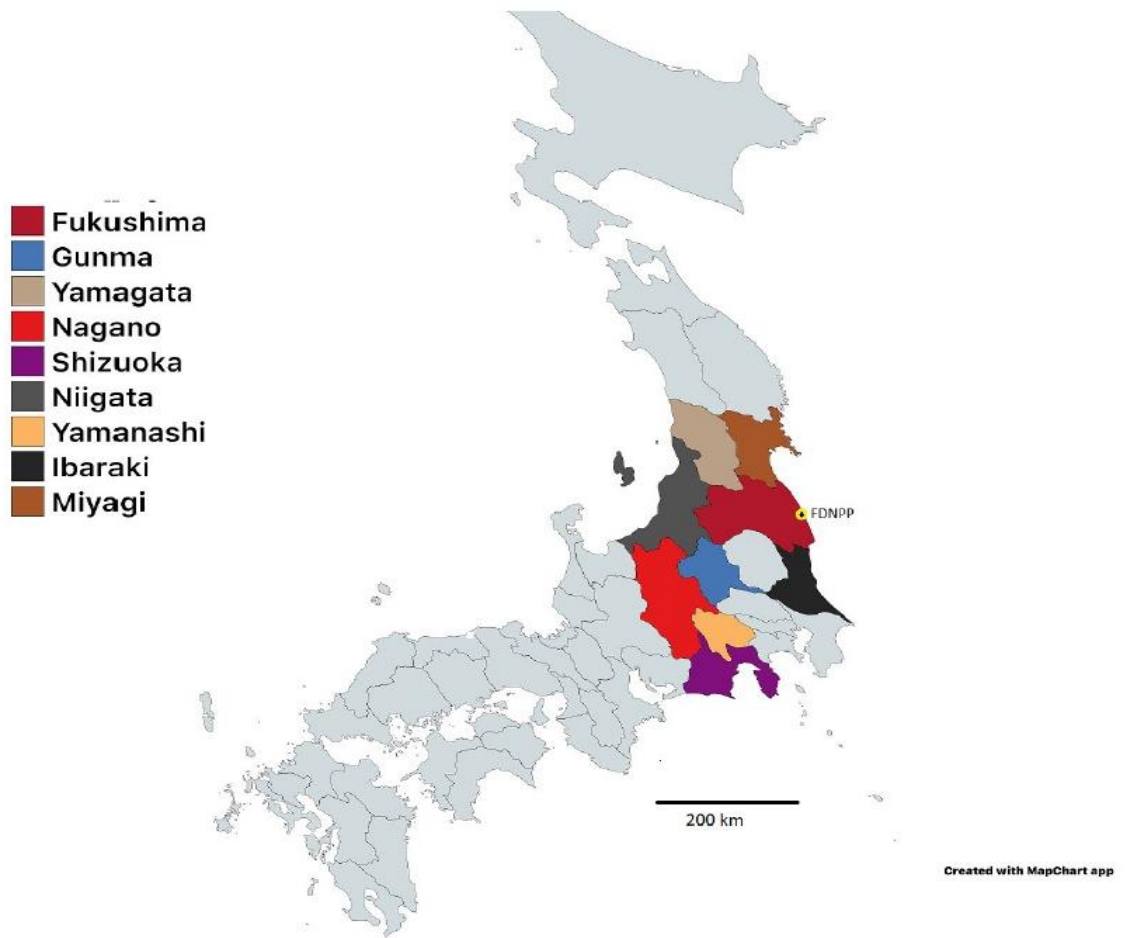 Fukushima
Gunma
Yamagata
Nagano
Shizuoka
Niigata
Yamanashi
Ibaraki
Miyagi
FDNPP
200 km
Created with MapChart app